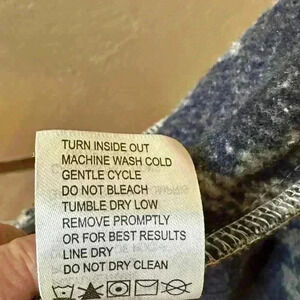 TURN INSIDE OUT
MACHINE WASH COLD
GENTLE CYCLE
DO NOT BLEACH
TUMBLE DRY LOW
REMOVE PROMPTLY
OR FOR BEST RESULTS
LINE DRY
DO NOT DRY CLEAN